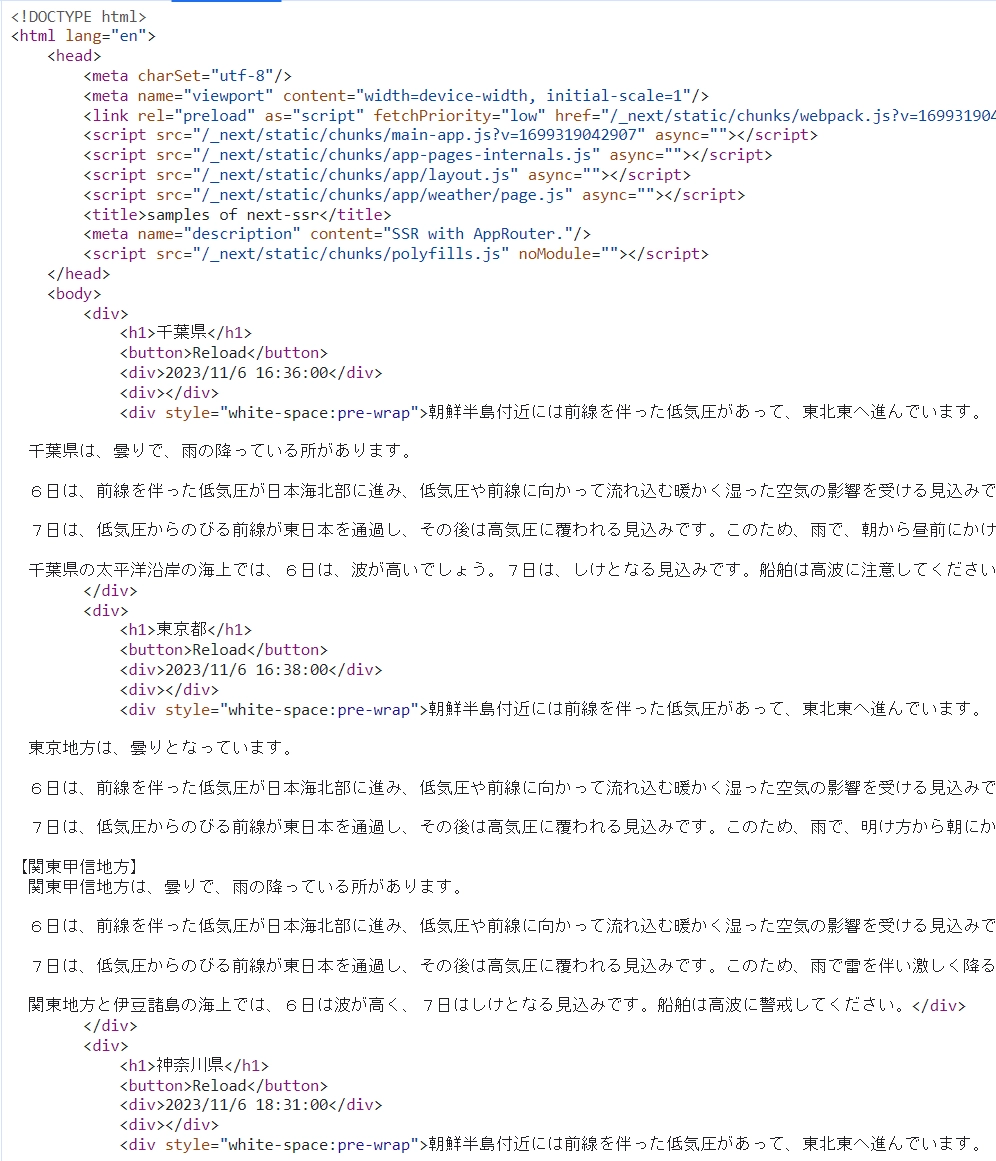 <!DOCTYPE html>
<html lang="en">
<head>
<meta charSet="utf-8"/>
<meta name="viewport" content="width=device-width, initial-scale=1"/>
<link rel="preload" as="script" fetchPriority="low" href="/_next/static/chunks/webpack.js?v=169931904
<script src="/_next/static/chunks/main-app.js?v=1699319042907" async=""></script>
<script src="/_next/static/chunks/app-pages-internals.js" async=""></script>
<script src="/_next/static/chunks/app/layout.js" async=""></script>
<script src="/_next/static/chunks/app/weather/page.js" async=""></script>
<title>samples of next-ssr</title>
<meta name="description" content="SSR with AppRouter."/>
<script src="/_next/static/chunks/polyfills.js" noModule=""></script>
</head>
<body>
<div>
<h1>千葉県</h1>
<button>Reload</button>
<div>2023/11/6 16:36:00</div>
<div></div>
<div style="white-space:pre-wrap">朝鮮半島付近には前線を伴った低気圧があって、東北東へ進んでいます。
千葉県は、曇りで、雨の降っている所があります。
６日は、前線を伴った低気圧が日本海北部に進み、低気圧や前線に向かって流れ込む暖かく湿った空気の影響を受ける見込みで
７日は、低気圧からのびる前線が東日本を通過し、その後は高気圧に覆われる見込みです。このため、雨で、朝から昼前にかけ
千葉県の太平洋沿岸の海上では、６日は、波が高いでしょう。７日は、しけとなる見込みです。船舶は高波に注意してください
</div>
<div>
<h1>東京都</h1>
<button>Reload</button>
<div>2023/11/6 16:38:00</div>
<div></div>
<div style="white-space:pre-wrap">朝鮮半島付近には前線を伴った低気圧があって、東北東へ進んでいます。
東京地方は、曇りとなっています。
６日は、前線を伴った低気圧が日本海北部に進み、低気圧や前線に向かって流れ込む暖かく湿った空気の影響を受ける見込みで
７日は、低気圧からのびる前線が東日本を通過し、その後は高気圧に覆われる見込みです。このため、雨で、明け方から朝にか
【関東甲信地方】
関東甲信地方は、曇りで、雨の降っている所があります。
６日は、前線を伴った低気圧が日本海北部に進み、低気圧や前線に向かって流れ込む暖かく湿った空気の影響を受ける見込みで
７日は、低気圧からのびる前線が東日本を通過し、その後は高気圧に覆われる見込みです。このため、雨で雷を伴い激しく降る
関東地方と伊豆諸島の海上では、６日は波が高く、７日はしけとなる見込みです。船舶は高波に警戒してください。</div>
</div>
<div>
<h1>神奈川県</h1>
<button>Reload</button>
<div>2023/11/6 18:31:00</div>
<div></div>
<div style="white-space:pre-wrap">朝鮮半島付近には前線を伴った低気圧があって、東北東へ進んでいます。